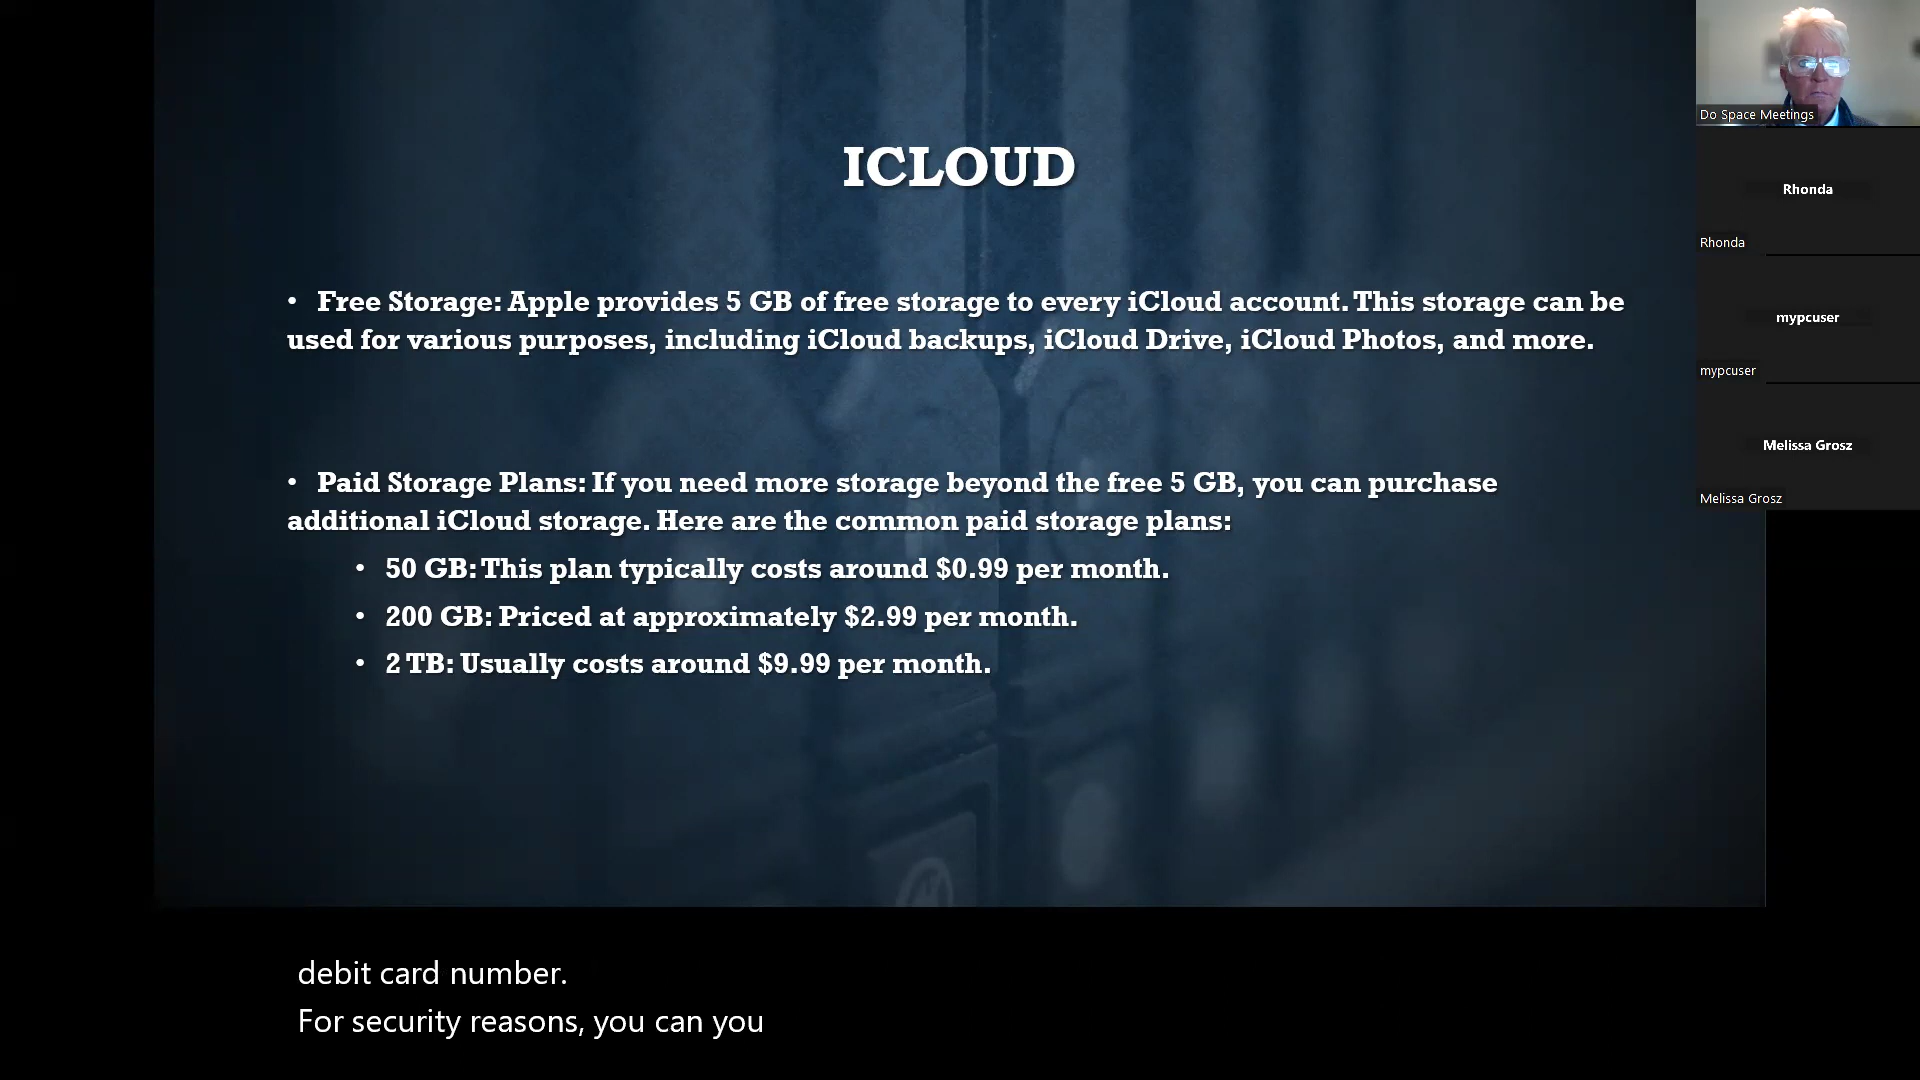 ICLOUD
• Free Storage: Apple provides 5 GB of free storage to every iCloud account. This storage can be
used for various purposes, including iCloud backups, iCloud Drive, iCloud Photos, and more.
• Paid Storage Plans: If you need more storage beyond the free 5 GB, you can purchase
additional iCloud storage. Here are the common paid storage plans:
• 50 GB: This plan typically costs around $0.99 per month.
• 200 GB: Priced at approximately $2.99 per month.
• 2 TB: Usually costs around $9.99 per month.
Do Space Meetings
Rhonda
Rhonda
mypcuser
mypcuser
Melissa Grosz
Melissa Grosz
debit card number.
For security reasons, you can you